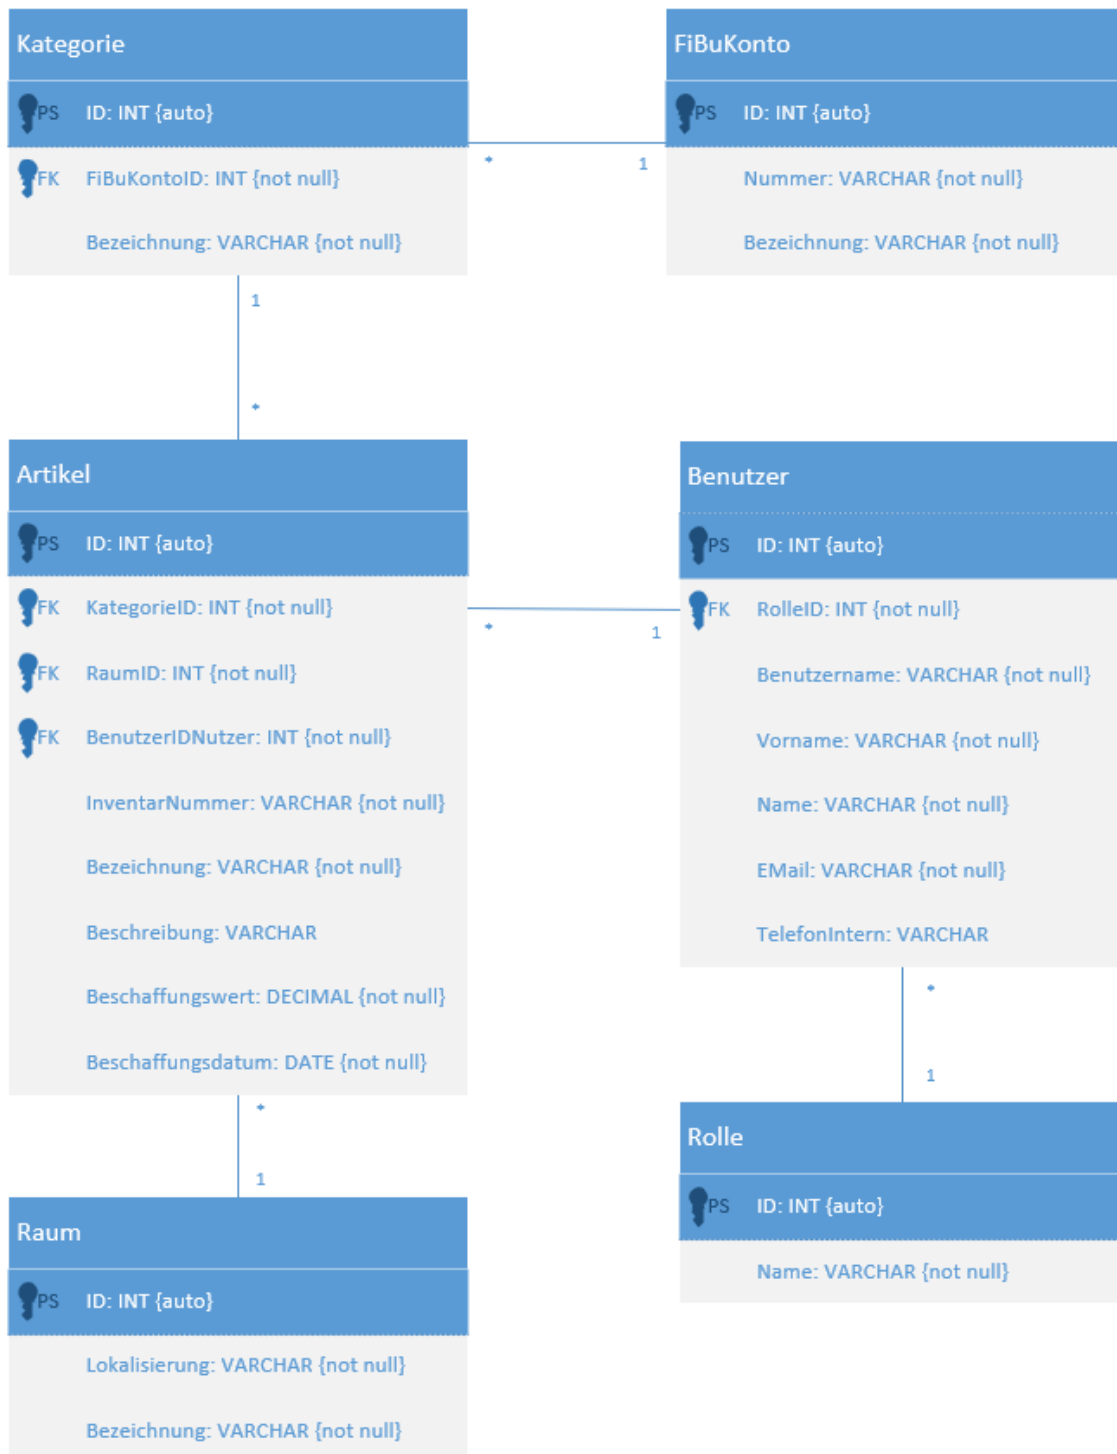 Kategorie
PS ID: INT {auto}
FK FiBuKontoID: INT {not null}
Bezeichnung: VARCHAR {not null}
* 1
FiBuKonto
PS ID: INT {auto}
Nummer: VARCHAR {not null}
Bezeichnung: VARCHAR {not null}
1
*
Artikel
PS ID: INT {auto}
FK KategorieID: INT {not null}
FK RaumID: INT {not null}
FK BenutzerIDNutzer: INT {not null}
InventarNummer: VARCHAR {not null}
Bezeichnung: VARCHAR {not null}
Beschreibung: VARCHAR
Beschaffungswert: DECIMAL {not null}
Beschaffungsdatum: DATE {not null}
* 1
Benutzer
PS ID: INT {auto}
FK RolleID: INT {not null}
Benutzername: VARCHAR {not null}
Vorname: VARCHAR {not null}
Name: VARCHAR {not null}
EMail: VARCHAR {not null}
TelefonIntern: VARCHAR
*
1
Rolle
PS ID: INT {auto}
Name: VARCHAR {not null}
*
1
Raum
PS ID: INT {auto}
Lokalisierung: VARCHAR {not null}
Bezeichnung: VARCHAR {not null}